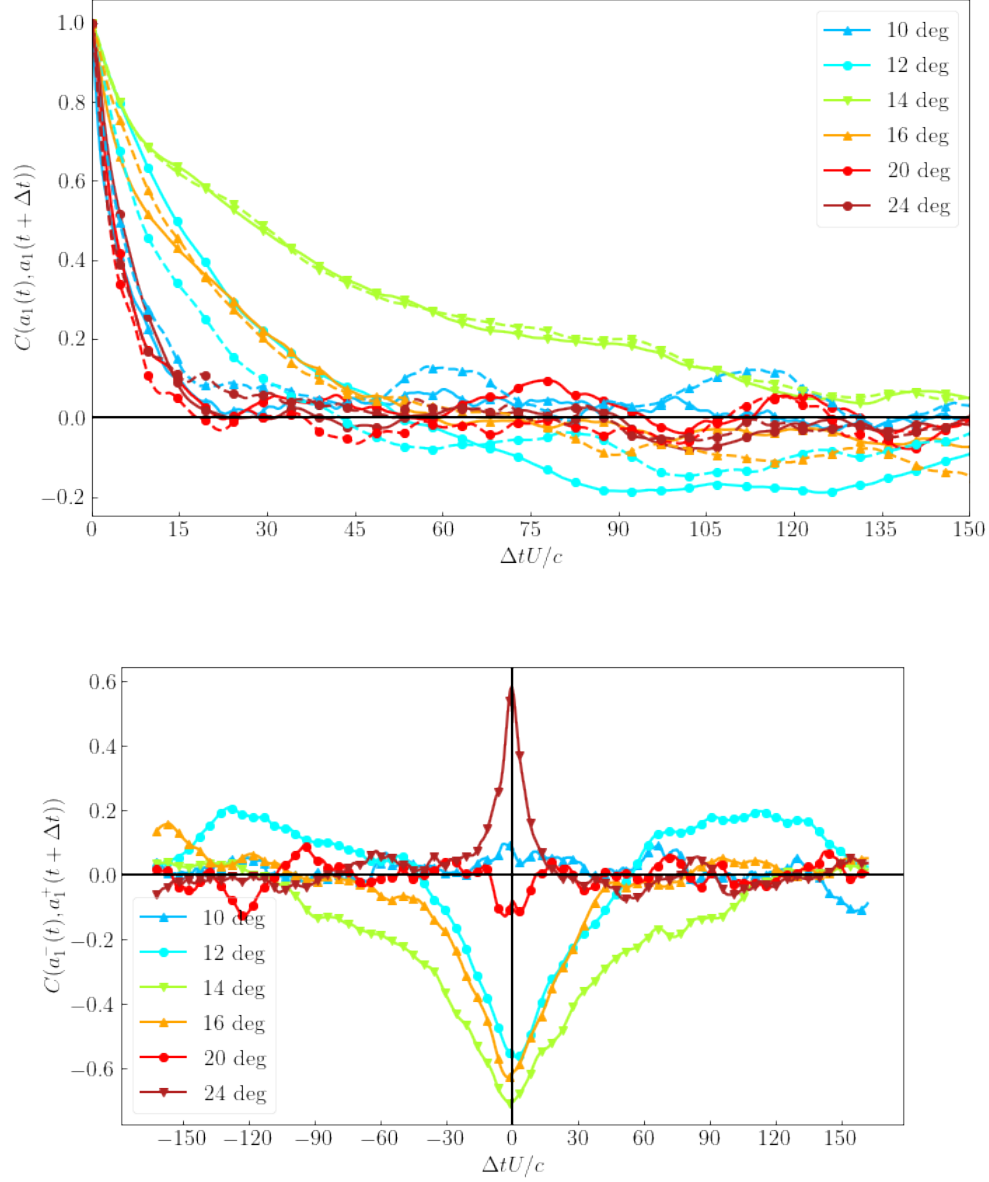 1.0
0.8
0.6
0.4
0.2
0.0
−0.2
C(a₁(t), a₁(t + Δt))
0 15 30 45 60 75 90 105 121 135 150
ΔtU/c
10 deg
12 deg
14 deg
16 deg
20 deg
24 deg
0.6
0.4
0.2
0.0
−0.2
−0.4
−0.6
C(a₁⁻(t), a₁⁺(t + Δt))
10 deg
12 deg
14 deg
16 deg
20 deg
24 deg
−150 −120 −90 −60 −30 0 30 60 90 120 150
ΔtU/c